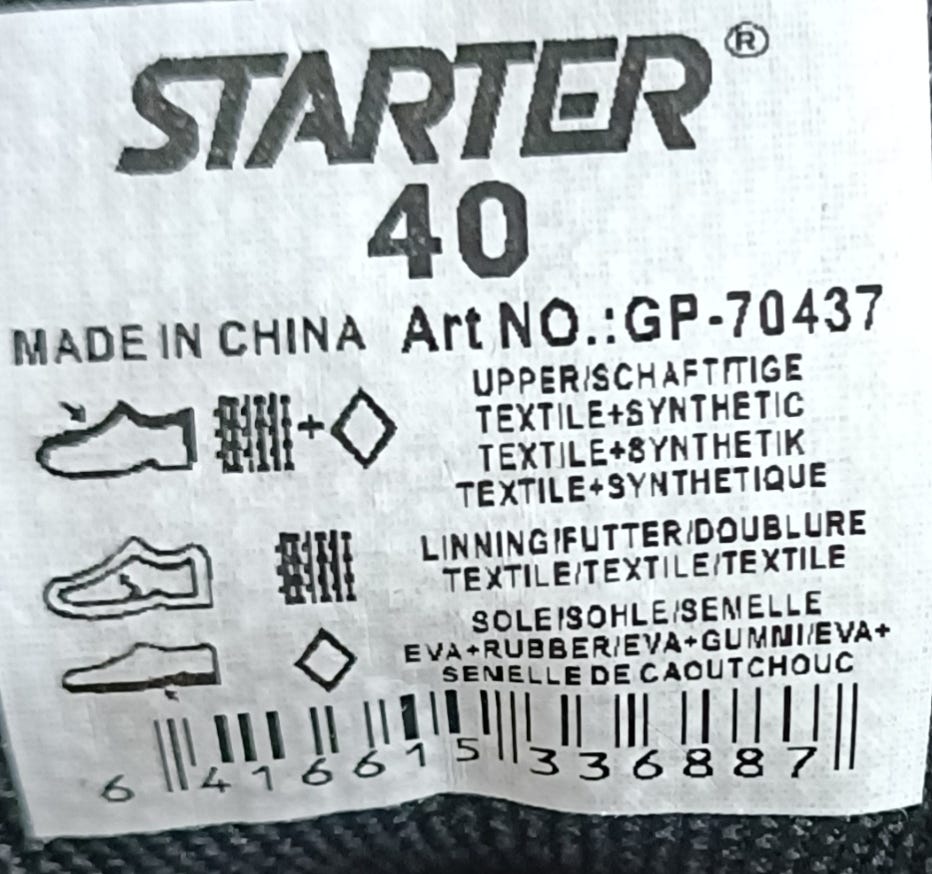 STARTER®
40
MADE IN CHINA Art NO.:GP-70437
UPPER/SCHAFT/TIGE
TEXTILE+SYNTHETIC
TEXTILE+SYNTHETIK
TEXTILE+SYNTHETIQUE
LINNING/FUTTER/DOUBLURE
TEXTILE/TEXTILE/TEXTILE
SOLE/SOHLE/SEMELLE
EVA+RUBBER/EVA+GUMMI/EVA+
SEMELLE DE CAOUTCHOUC
6 416615 336887